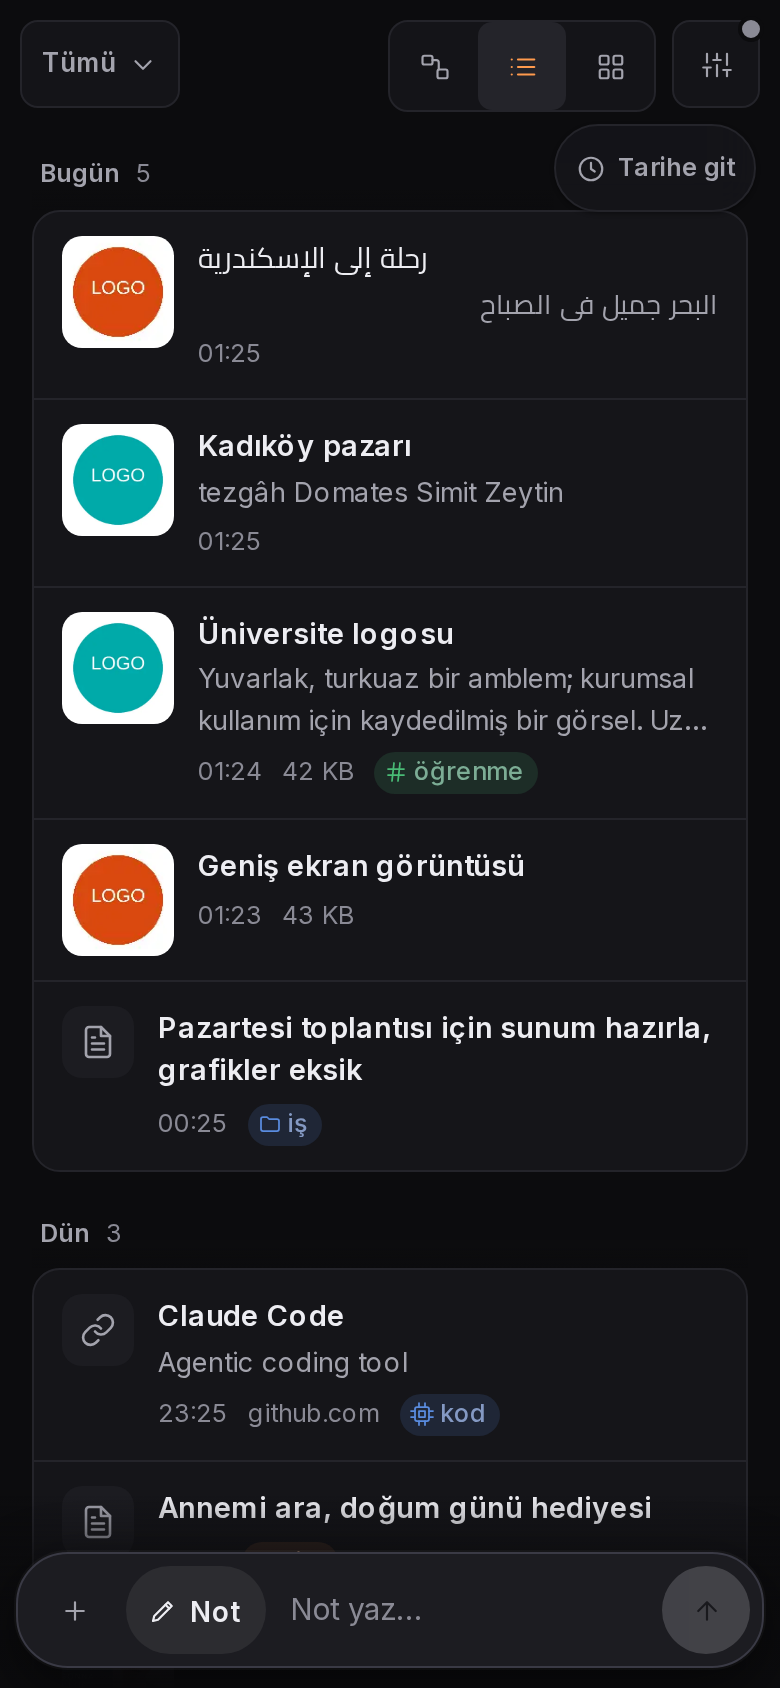 Tümü
Bugün 5
Tarihe git
LOGO
رحلة إلى الإسكندرية
البحر جميل في الصباح
01:25
LOGO
Kadıköy pazarı
tezgâh Domates Simit Zeytin
01:25
LOGO
Üniversite logosu
Yuvarlak, turkuaz bir amblem; kurumsal
kullanım için kaydedilmiş bir görsel. Uz...
01:24 42 KB # öğrenme
LOGO
Geniş ekran görüntüsü
01:23 43 KB
Pazartesi toplantısı için sunum hazırla,
grafikler eksik
00:25 iş
Dün 3
Claude Code
Agentic coding tool
23:25 github.com kod
Annemi ara, doğum günü hediyesi
Not
Not yaz...